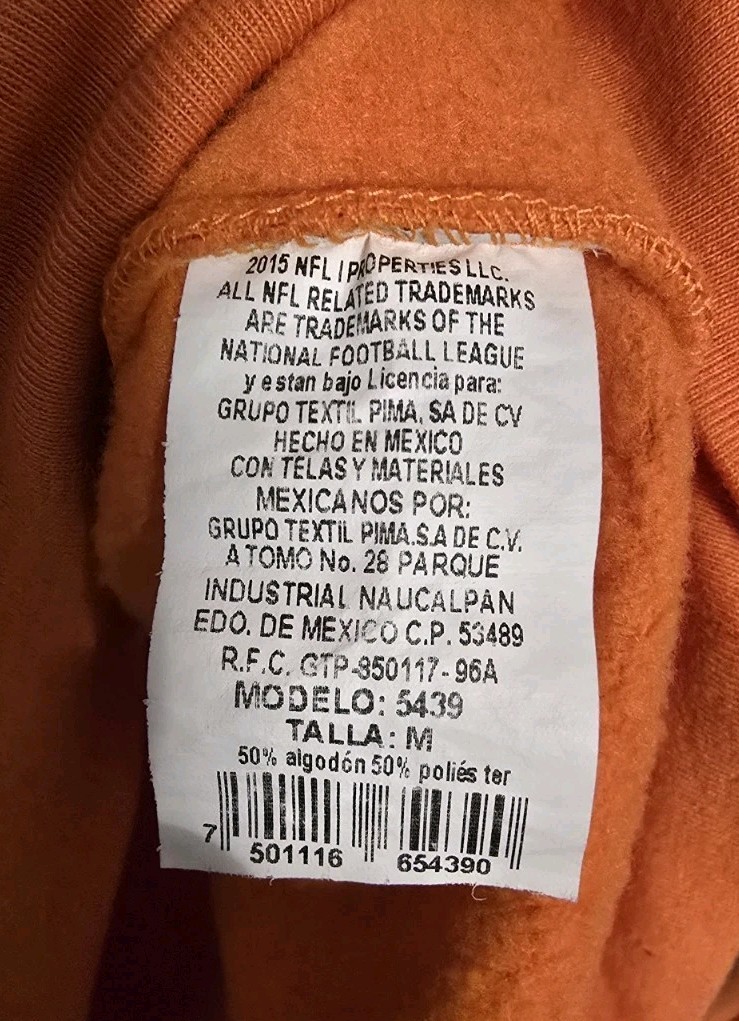 2015 NFL | PROPERTIES LLC.
ALL NFL RELATED TRADEMARKS
ARE TRADEMARKS OF THE
NATIONAL FOOTBALL LEAGUE
y estan bajo Licencia para:
GRUPO TEXTIL PIMA, SA DE CV
HECHO EN MEXICO
CON TELAS Y MATERIALES
MEXICANOS POR:
GRUPO TEXTIL PIMA.S.A DE C.V.
ATOMO No. 28 PARQUE
INDUSTRIAL NAUCALPAN
EDO. DE MEXICO C.P. 53489
R.F.C. GTP-850117-96A
MODELO: 5439
TALLA: M
50% algodón 50% poliés ter
7 501116 654390